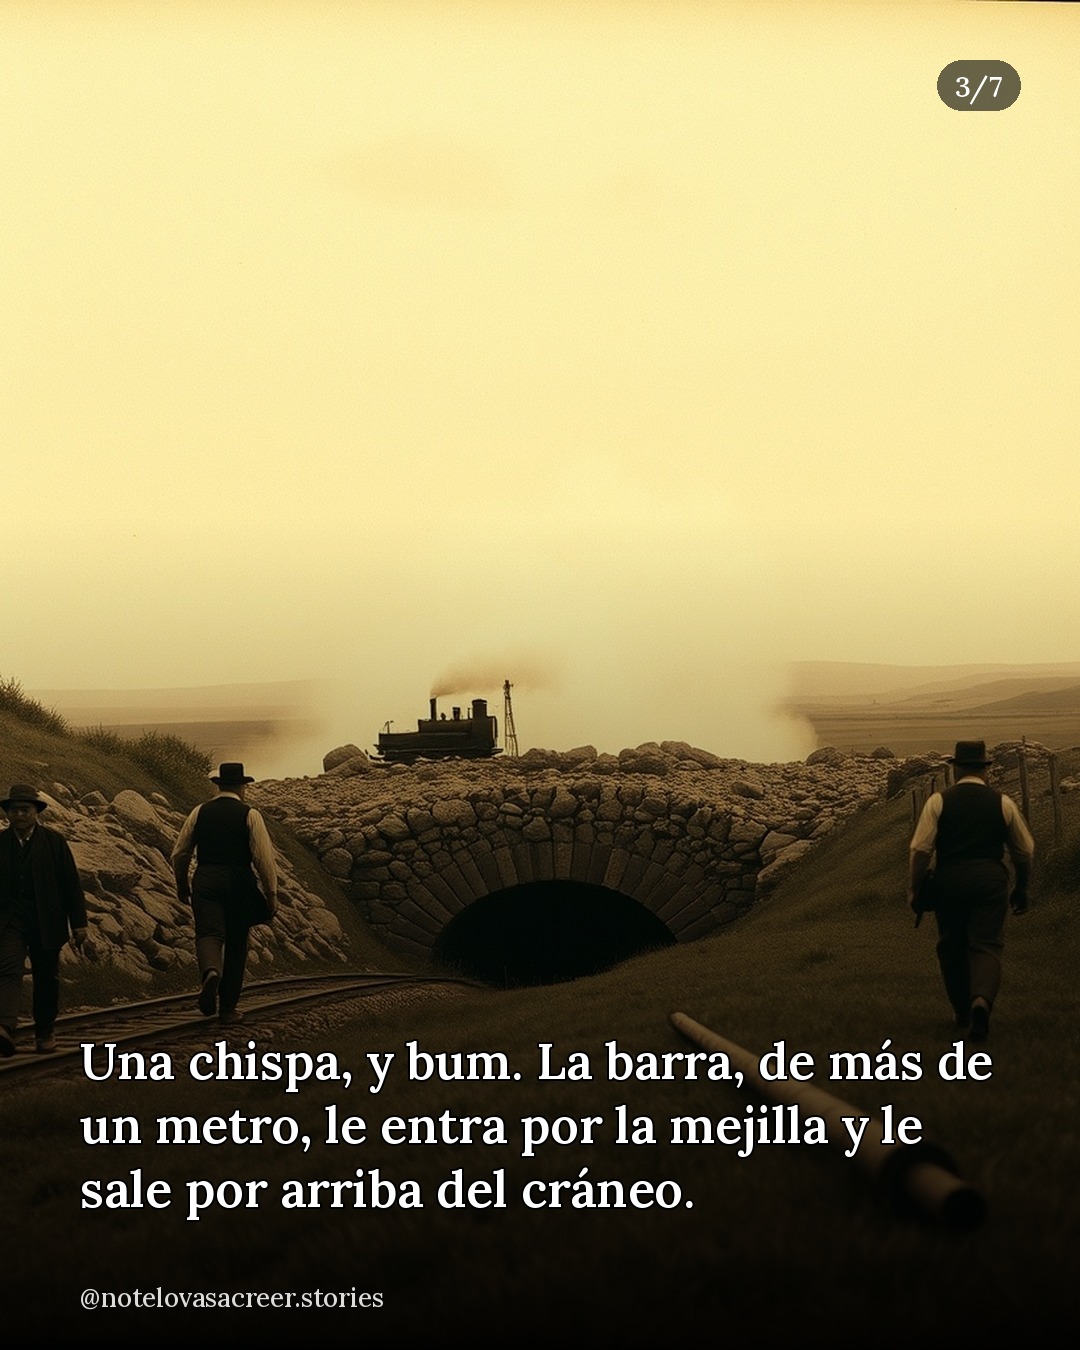 3/7
Una chispa, y bum. La barra, de más de
un metro, le entra por la mejilla y le
sale por arriba del cráneo.
@notelovasacreer.stories